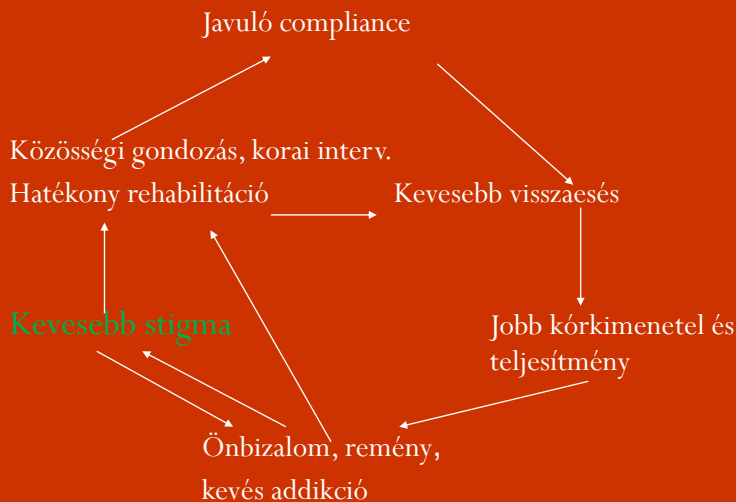 Javuló compliance
Közösségi gondozás, korai interv.
Hatékony rehabilitáció
Kevesebb visszaesés
Kevesebb stigma
Jobb kórkimenetel és
teljesítmény
Önbizalom, remény,
kevés addikció